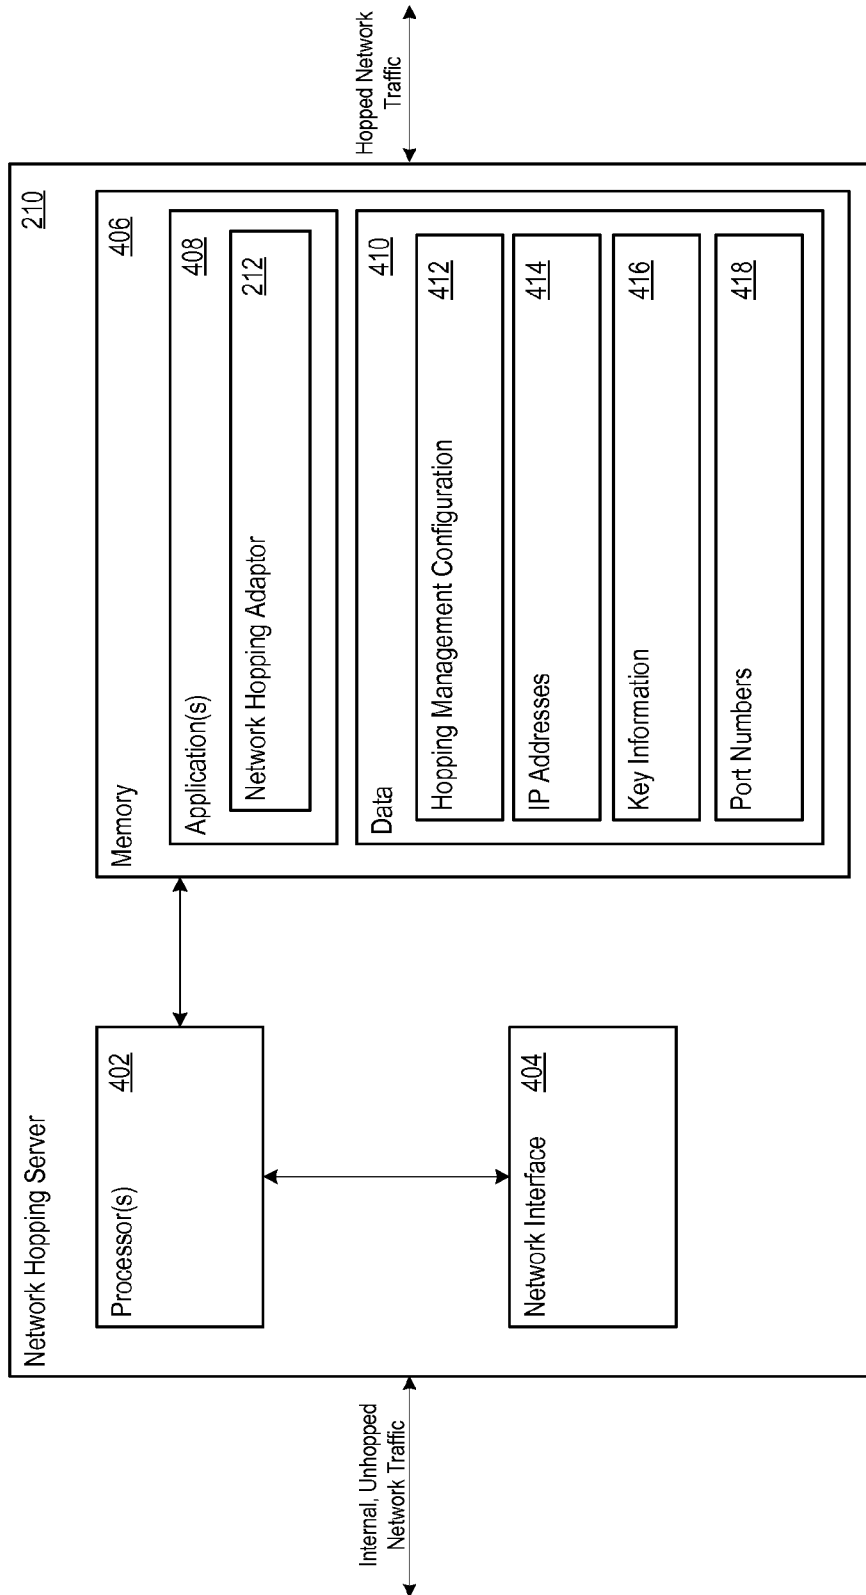 Network Hopping Server
210
Processor(s)
402
Network Interface
404
Memory
406
Application(s)
408
Network Hopping Adaptor
212
Data
410
Hopping Management Configuration
412
IP Addresses
414
Key Information
416
Port Numbers
418
Internal, Unhopped
Network Traffic
Hopped Network
Traffic